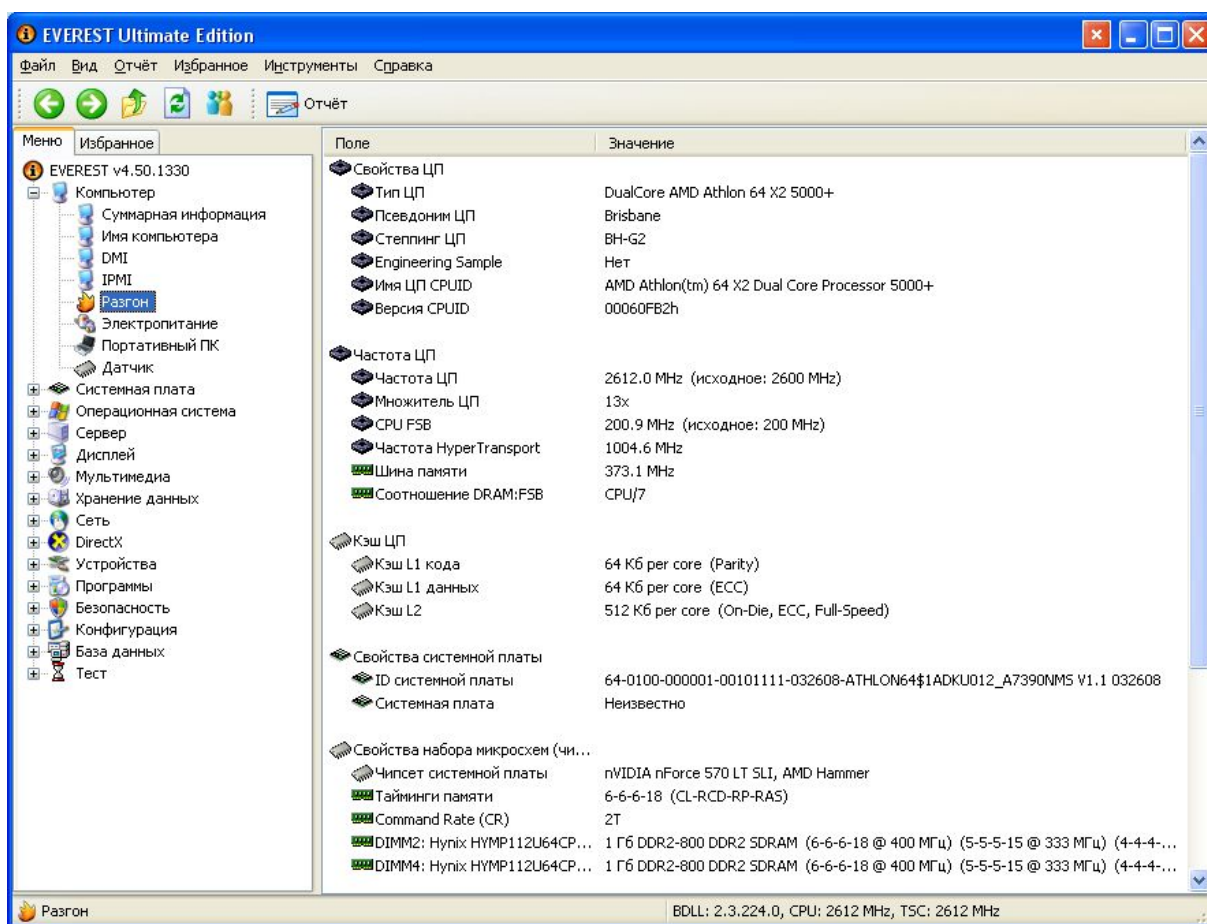 EVEREST Ultimate Edition
Файл Вид Отчёт Избранное Инструменты Справка
Отчёт
Меню Избранное
EVEREST v4.50.1330
Компьютер
Суммарная информация
Имя компьютера
DMI
IPMI
Разгон
Электропитание
Портативный ПК
Датчик
Системная плата
Операционная система
Сервер
Дисплей
Мультимедиа
Хранение данных
Сеть
DirectX
Устройства
Программы
Безопасность
Конфигурация
База данных
Тест
Поле Значение
Свойства ЦП
Тип ЦП DualCore AMD Athlon 64 X2 5000+
Псевдоним ЦП Brisbane
Степпинг ЦП BH-G2
Engineering Sample Нет
Имя ЦП CPUID AMD Athlon(tm) 64 X2 Dual Core Processor 5000+
Версия CPUID 00060FB2h
Частота ЦП
Частота ЦП 2612.0 MHz (исходное: 2600 MHz)
Множитель ЦП 13x
CPU FSB 200.9 MHz (исходное: 200 MHz)
Частота HyperTransport 1004.6 MHz
Шина памяти 373.1 MHz
Соотношение DRAM:FSB CPU/7
Кэш ЦП
Кэш L1 кода 64 Кб per core (Parity)
Кэш L1 данных 64 Кб per core (ECC)
Кэш L2 512 Кб per core (On-Die, ECC, Full-Speed)
Свойства системной платы
ID системной платы 64-0100-000001-00101111-032608-ATHLON64$1ADKU012_A7390NMS V1.1 032608
Системная плата Неизвестно
Свойства набора микросхем (чи...
Чипсет системной платы nVIDIA nForce 570 LT SLI, AMD Hammer
Тайминги памяти 6-6-6-18 (CL-RCD-RP-RAS)
Command Rate (CR) 2T
DIMM2: Hynix HYMP112U64CP... 1 Гб DDR2-800 DDR2 SDRAM (6-6-6-18 @ 400 МГц) (5-5-5-15 @ 333 МГц) (4-4-4-...
DIMM4: Hynix HYMP112U64CP... 1 Гб DDR2-800 DDR2 SDRAM (6-6-6-18 @ 400 МГц) (5-5-5-15 @ 333 МГц) (4-4-4-...
Разгон BDLL: 2.3.224.0, CPU: 2612 MHz, TSC: 2612 MHz